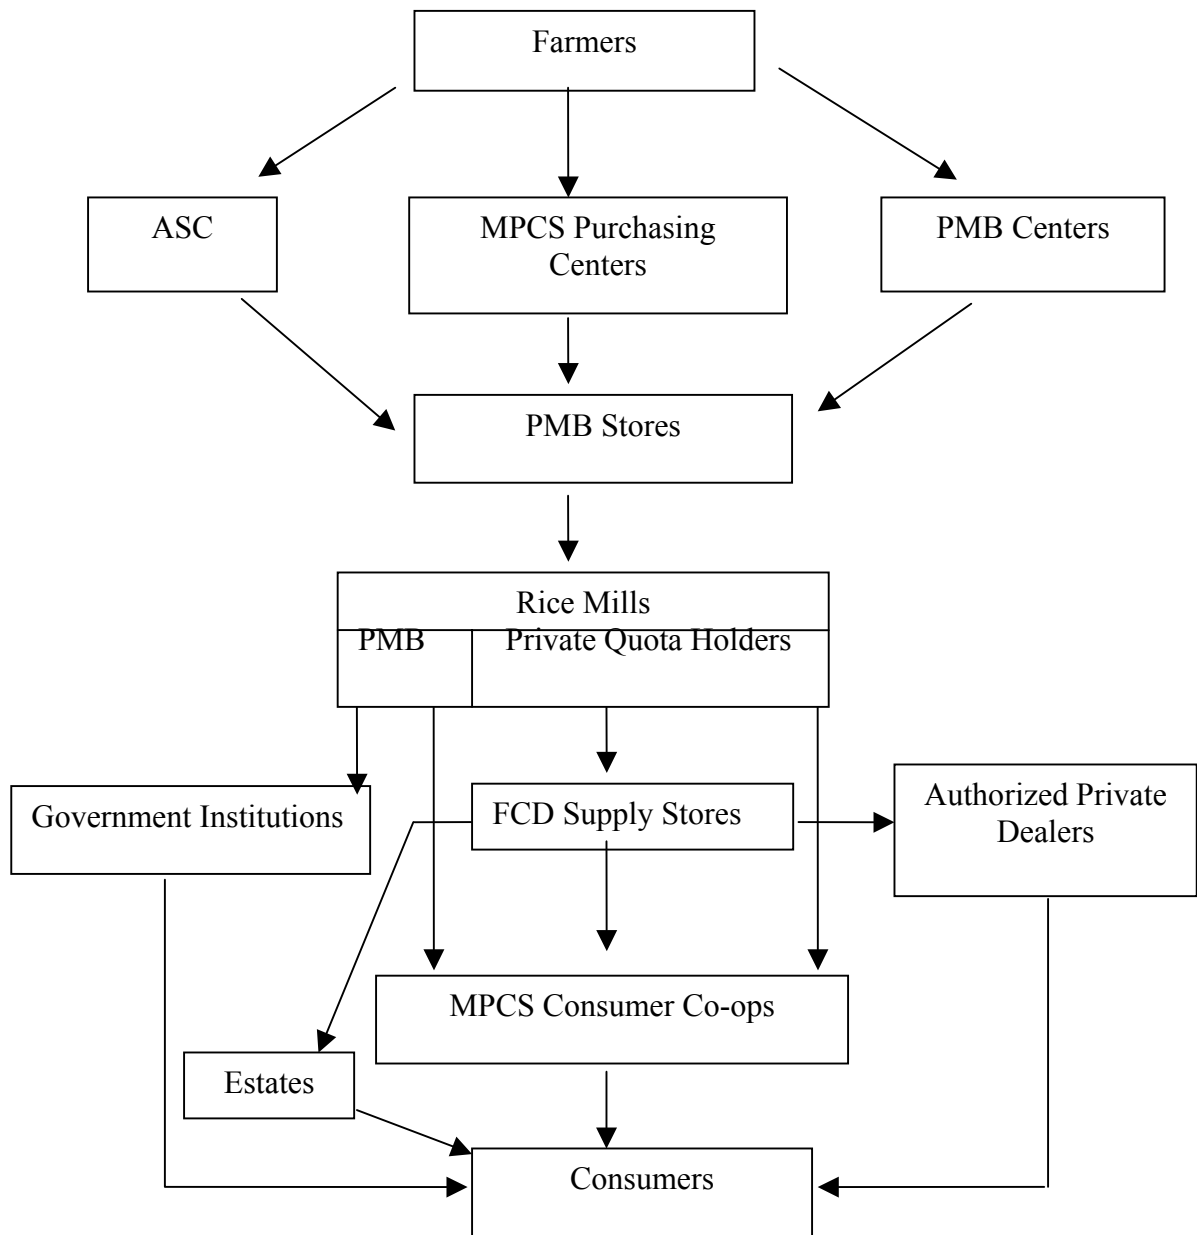 Farmers
ASC
MPCS Purchasing
Centers
PMB Centers
PMB Stores
Rice Mills
PMB
Private Quota Holders
Government Institutions
FCD Supply Stores
Authorized Private
Dealers
MPCS Consumer Co-ops
Estates
Consumers